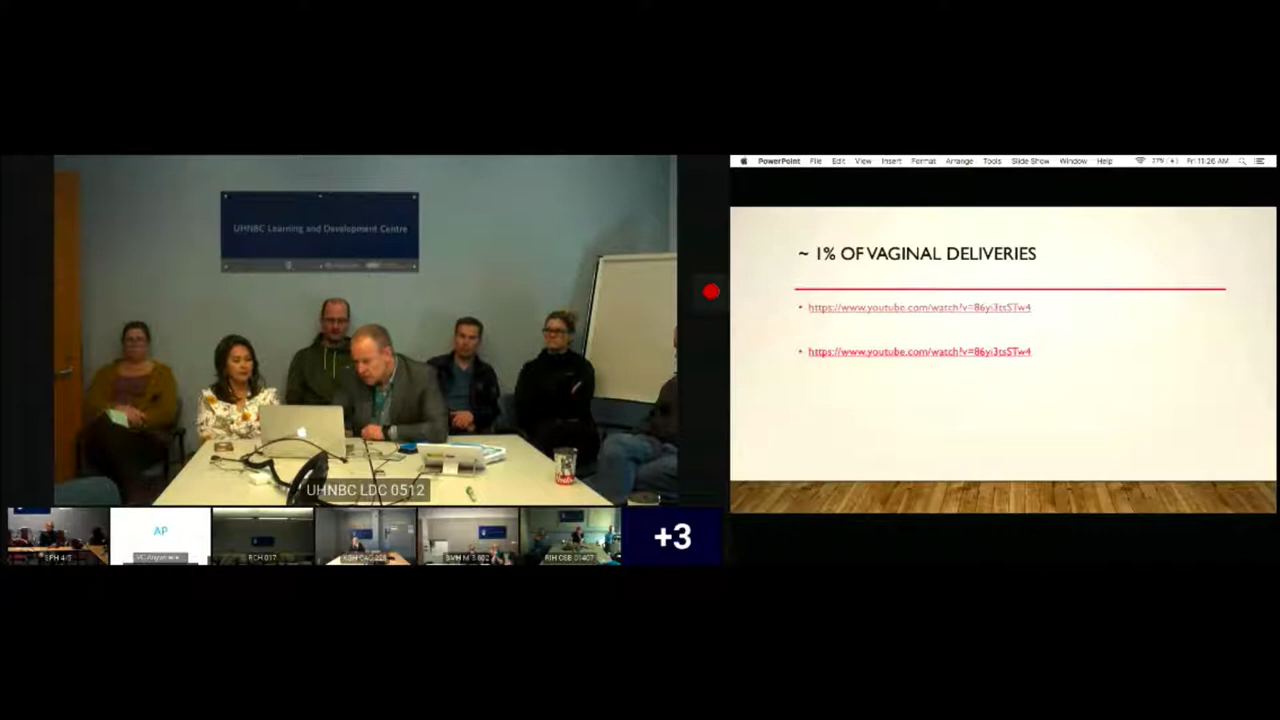 PowerPoint File Edit View Insert Format Arrange Tools Slide Show Window Help Fri 11:26 AM
UHNBC Learning and Development Centre
~ 1% OF VAGINAL DELIVERIES
• https://www.youtube.com/watch?v=86yi3tsSTw4
• https://www.youtube.com/watch?v=86yi3tsSTw4
UHNBC LDC 0512
AP
+3